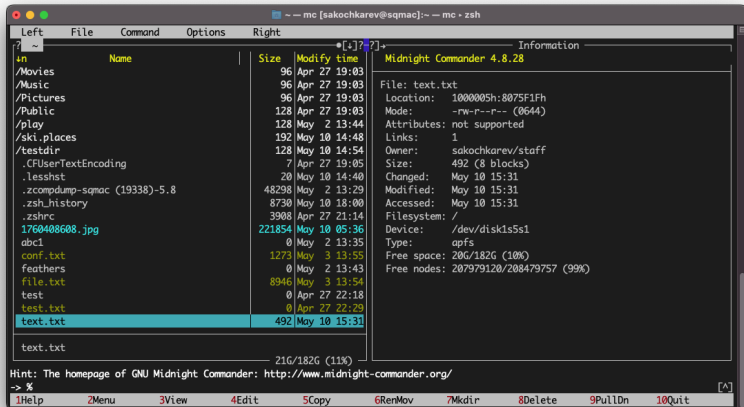 ~ — mc [sakochkarev@sqmac]:~ — mc ‣ zsh
Left File Command Options Right
~ [↓]?
↓n Name Size Modify time
/Movies 96 Apr 27 19:03
/Music 96 Apr 27 19:03
/Pictures 96 Apr 27 19:03
/Public 128 Apr 27 19:03
/play 128 May 2 13:44
/ski.places 192 May 10 14:48
/testdir 128 May 10 14:54
.CFUserTextEncoding 7 Apr 27 19:05
.lesshst 20 May 10 14:40
.zcompdump-sqmac (19338)-5.8 48298 May 2 13:29
.zsh_history 8730 May 10 18:00
.zshrc 3908 Apr 27 21:14
1760408608.jpg 221854 May 10 05:36
abc1 0 May 2 13:35
conf.txt 1273 May 3 13:55
feathers 0 May 2 13:43
file.txt 8946 May 3 13:54
test 0 Apr 27 22:18
test.txt 0 Apr 27 22:29
text.txt 492 May 10 15:31
text.txt
21G/182G (11%)
Information
Midnight Commander 4.8.28
File: text.txt
Location: 1000005h:8075F1Fh
Mode: -rw-r--r-- (0644)
Attributes: not supported
Links: 1
Owner: sakochkarev/staff
Size: 492 (8 blocks)
Changed: May 10 15:31
Modified: May 10 15:31
Accessed: May 10 15:31
Filesystem: /
Device: /dev/disk1s5s1
Type: apfs
Free space: 20G/182G (10%)
Free nodes: 207979120/208479757 (99%)
Hint: The homepage of GNU Midnight Commander: http://www.midnight-commander.org/
-> % [^]
1Help 2Menu 3View 4Edit 5Copy 6RenMov 7Mkdir 8Delete 9PullDn 10Quit